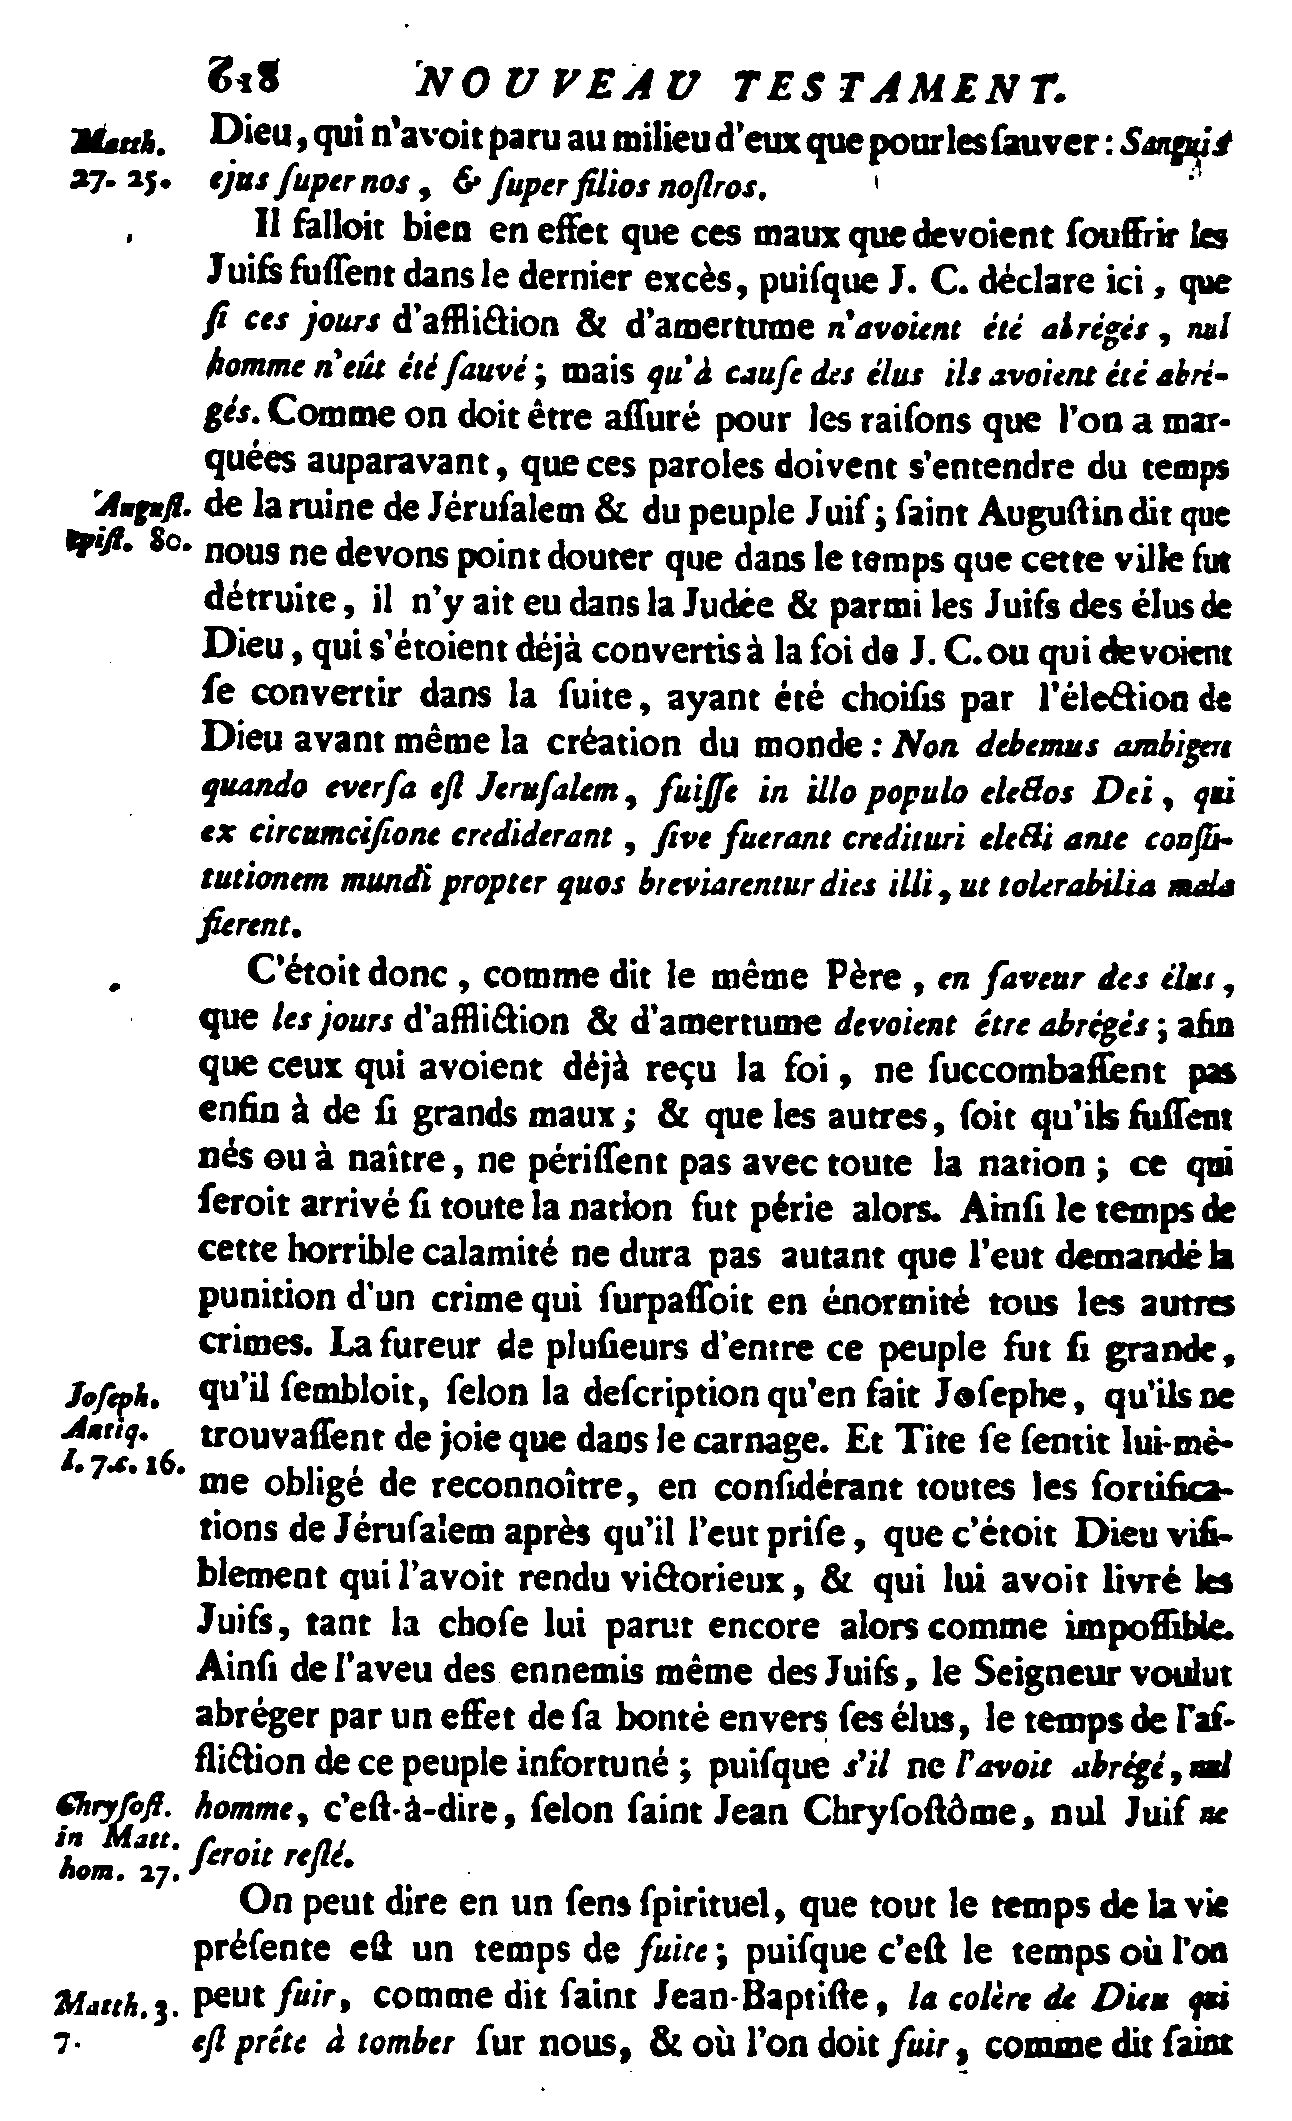 618 NOUVEAU TESTAMENT.
Matth. 27. 25.
Dieu, qui n'avoit paru au milieu d'eux que pour les ſauver : Sanguis
ejus ſuper nos, & ſuper filios noſtros.
Il falloit bien en effet que ces maux que devoient ſouffrir les
Juifs fuſſent dans le dernier excès, puiſque J. C. déclare ici, que
ſi ces jours d'affliction & d'amertume n'avoient été abrégés, nul
homme n'eût été ſauvé ; mais qu'à cauſe des élus ils avoient été abré-
gés. Comme on doit être aſſuré pour les raiſons que l'on a mar-
quées auparavant, que ces paroles doivent s'entendre du temps
Auguſt. epiſt. 80.
de la ruine de Jéruſalem & du peuple Juif ; ſaint Auguſtin dit que
nous ne devons point douter que dans le temps que cette ville fut
détruite, il n'y ait eu dans la Judée & parmi les Juifs des élus de
Dieu, qui s'étoient déjà convertis à la foi de J. C. ou qui devoient
ſe convertir dans la ſuite, ayant été choiſis par l'élection de
Dieu avant même la création du monde : Non debemus ambigere
quando everſa eſt Jeruſalem, fuiſſe in illo populo electos Dei, qui
ex circumciſione crediderant, ſive fuerant credituri electi ante conſti-
tutionem mundi propter quos breviarentur dies illi, ut tolerabilia mala
fierent.
C'étoit donc, comme dit le même Père, en faveur des élus,
que les jours d'affliction & d'amertume devoient être abrégés ; afin
que ceux qui avoient déjà reçu la foi, ne ſuccombaſſent pas
enfin à de ſi grands maux ; & que les autres, ſoit qu'ils fuſſent
nés ou à naître, ne périſſent pas avec toute la nation ; ce qui
ſeroit arrivé ſi toute la nation fut périe alors. Ainſi le temps de
cette horrible calamité ne dura pas autant que l'eut demandé la
punition d'un crime qui ſurpaſſoit en énormité tous les autres
crimes. La fureur de pluſieurs d'entre ce peuple fut ſi grande,
Joſeph. Antiq. l. 7. c. 16.
qu'il ſembloit, ſelon la deſcription qu'en fait Joſephe, qu'ils ne
trouvaſſent de joie que dans le carnage. Et Tite ſe ſentit lui-mê-
me obligé de reconnoître, en conſidérant toutes les fortifica-
tions de Jéruſalem après qu'il l'eut priſe, que c'étoit Dieu viſi-
blement qui l'avoit rendu victorieux, & qui lui avoit livré les
Juifs, tant la choſe lui parut encore alors comme impoſſible.
Ainſi de l'aveu des ennemis même des Juifs, le Seigneur voulut
abréger par un effet de ſa bonté envers ſes élus, le temps de l'af-
fliction de ce peuple infortuné ; puiſque s'il ne l'avoit abrégé, nul
Chryſoſt. in Matt. hom. 27.
homme, c'eſt-à-dire, ſelon ſaint Jean Chryſoſtôme, nul Juif ne
ſeroit reſté.
On peut dire en un ſens ſpirituel, que tout le temps de la vie
préſente eſt un temps de fuite ; puiſque c'eſt le temps où l'on
Matth. 3. 7.
peut fuir, comme dit ſaint Jean-Baptiſte, la colère de Dieu qui
eſt prête à tomber ſur nous, & où l'on doit fuir, comme dit ſaint